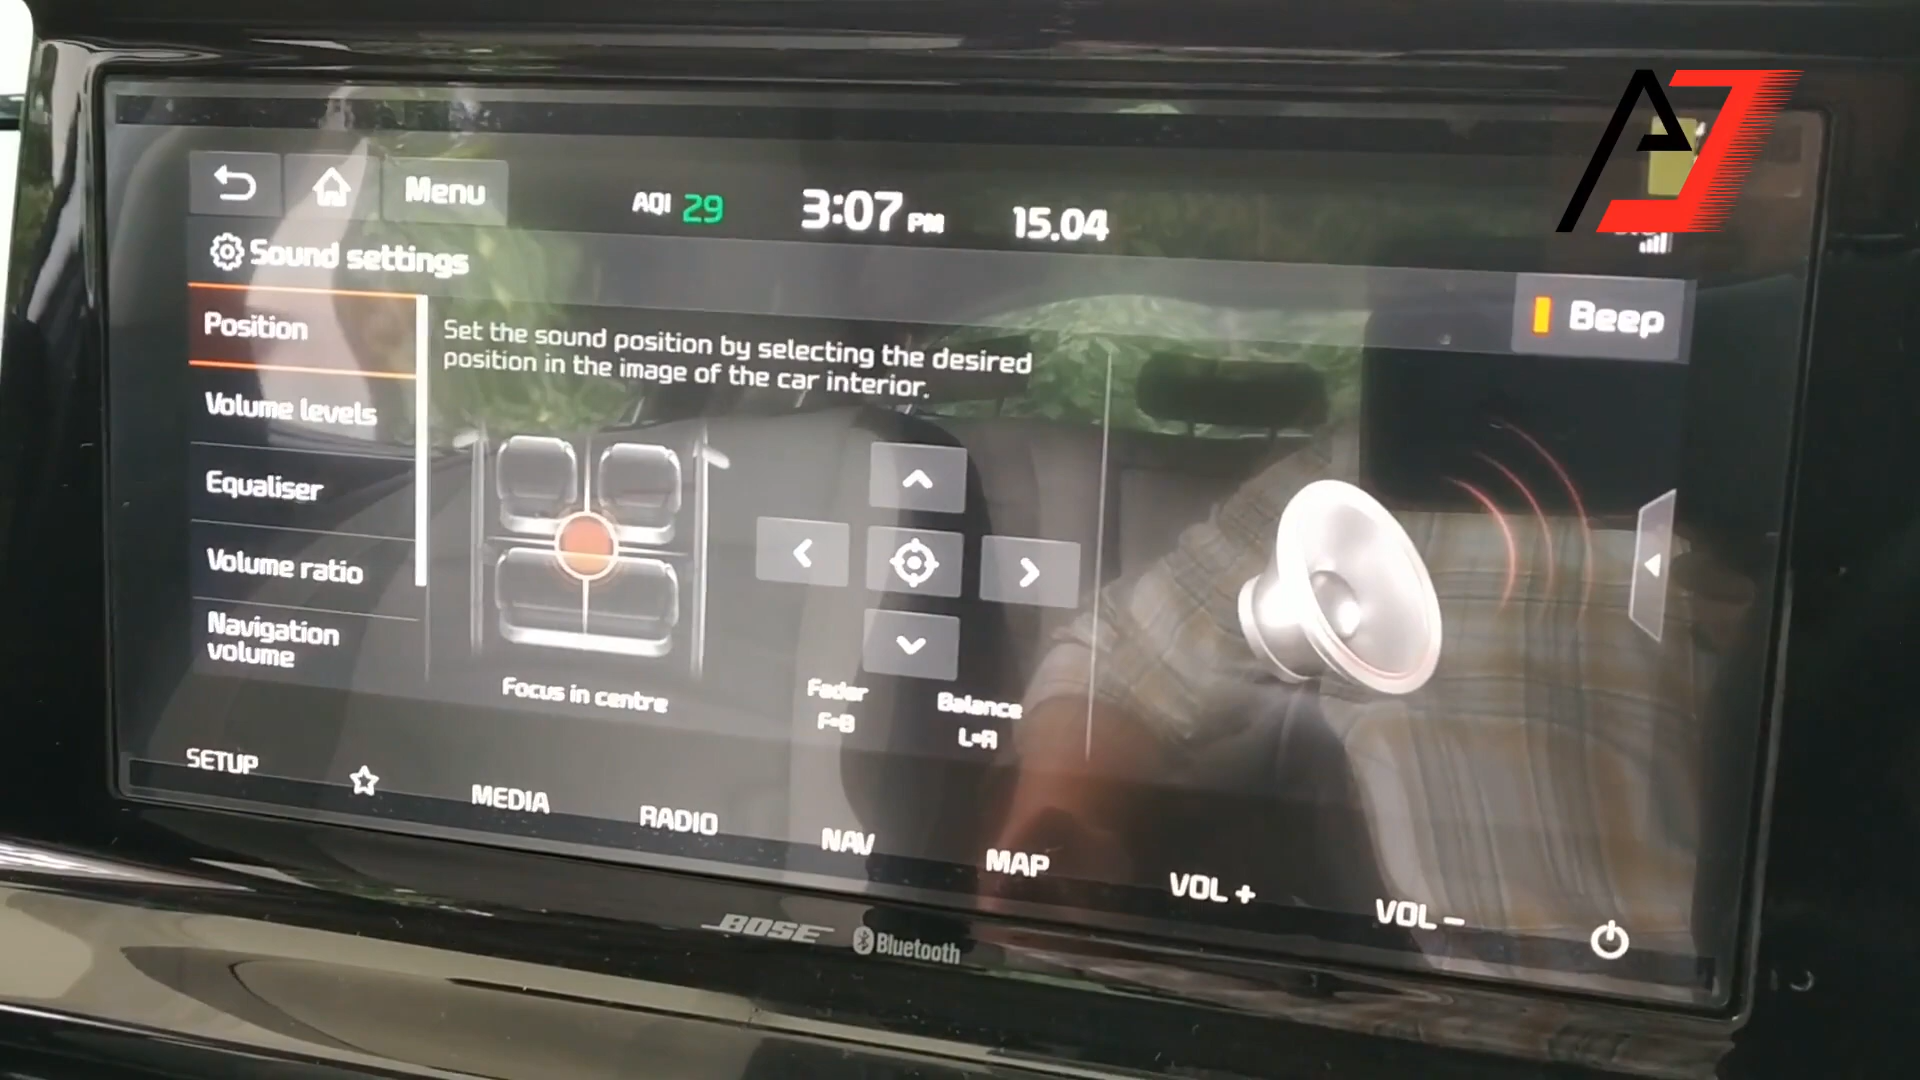 Menu
AQI 29
3:07 PM
15.04
AJ
Sound settings
Beep
Position
Volume levels
Equaliser
Volume ratio
Navigation
volume
Set the sound position by selecting the desired
position in the image of the car interior.
Focus in centre
Fader
F=B
Balance
L=R
SETUP
MEDIA
RADIO
NAV
MAP
VOL +
VOL −
BOSE
Bluetooth